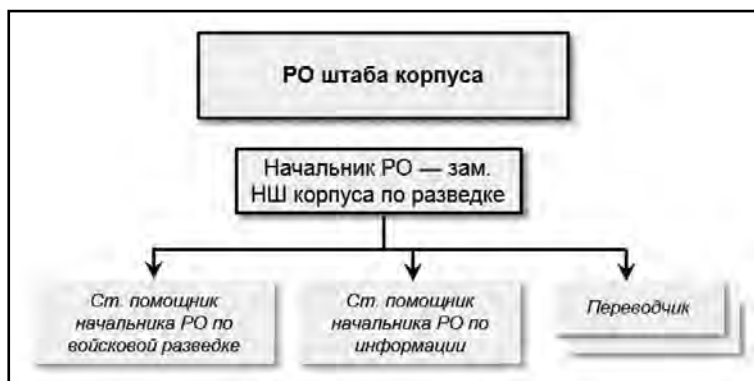 РО штаба корпуса
Начальник РО — зам.
НШ корпуса по разведке
Ст. помощник
начальника РО по
войсковой разведке
Ст. помощник
начальника РО по
информации
Переводчик